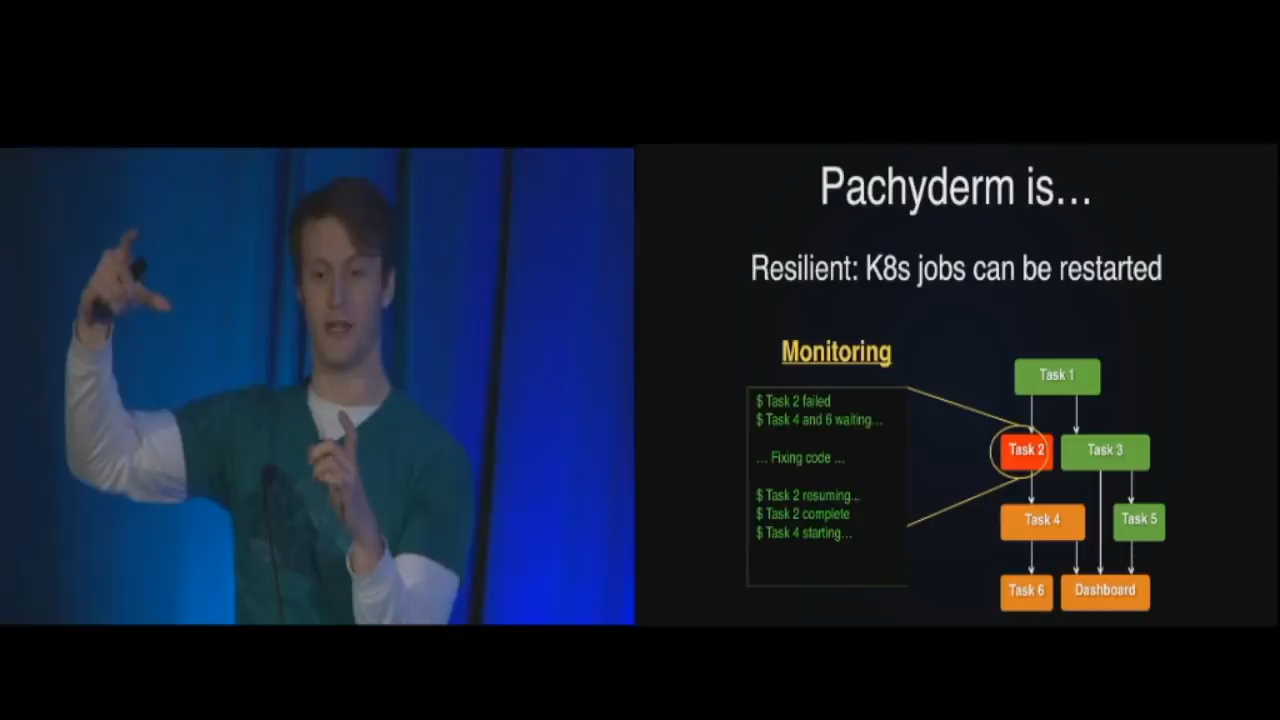 Pachyderm is...
Resilient: K8s jobs can be restarted
Monitoring
$ Task 2 failed
$ Task 4 and 6 waiting...
... Fixing code ...
$ Task 2 resuming...
$ Task 2 complete
$ Task 4 starting...
Task 1
Task 2
Task 3
Task 4
Task 5
Task 6
Dashboard